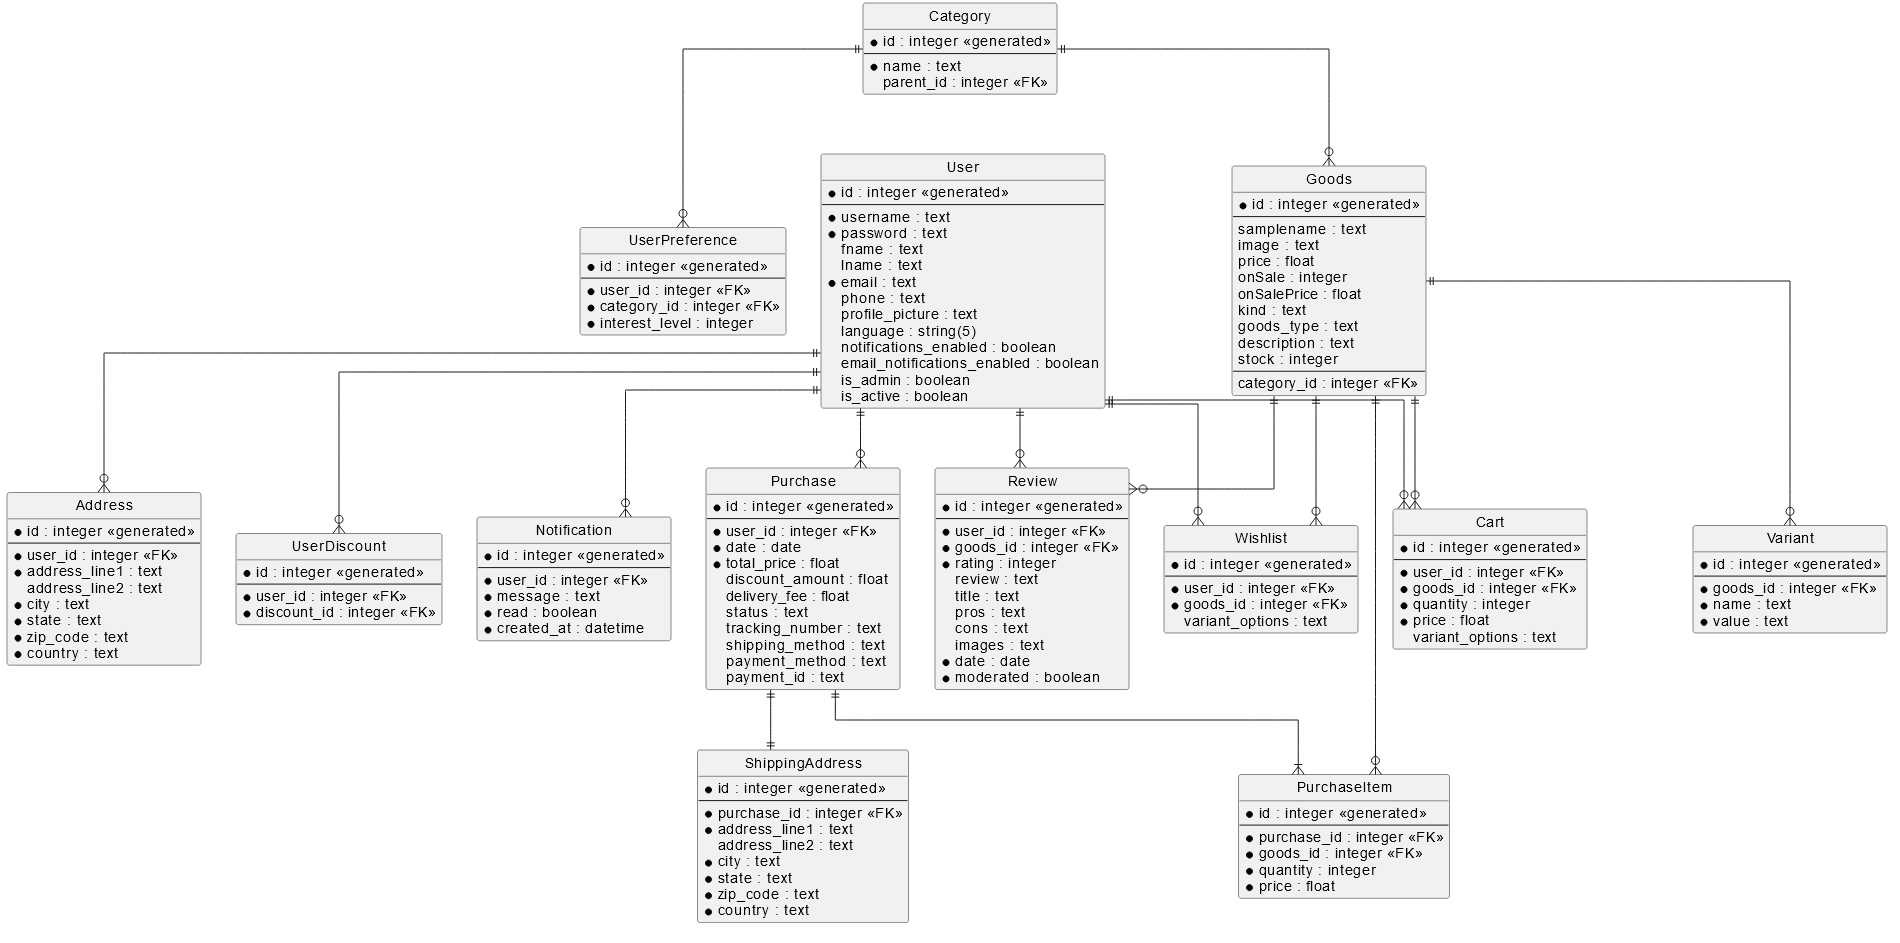 Category
id : integer «generated»
name : text
parent_id : integer «FK»
User
id : integer «generated»
username : text
password : text
fname : text
lname : text
email : text
phone : text
profile_picture : text
language : string(5)
notifications_enabled : boolean
email_notifications_enabled : boolean
is_admin : boolean
is_active : boolean
Goods
id : integer «generated»
samplename : text
image : text
price : float
onSale : integer
onSalePrice : float
kind : text
goods_type : text
description : text
stock : integer
category_id : integer «FK»
UserPreference
id : integer «generated»
user_id : integer «FK»
category_id : integer «FK»
interest_level : integer
Address
id : integer «generated»
user_id : integer «FK»
address_line1 : text
address_line2 : text
city : text
state : text
zip_code : text
country : text
UserDiscount
id : integer «generated»
user_id : integer «FK»
discount_id : integer «FK»
Notification
id : integer «generated»
user_id : integer «FK»
message : text
read : boolean
created_at : datetime
Purchase
id : integer «generated»
user_id : integer «FK»
date : date
total_price : float
discount_amount : float
delivery_fee : float
status : text
tracking_number : text
shipping_method : text
payment_method : text
payment_id : text
Review
id : integer «generated»
user_id : integer «FK»
goods_id : integer «FK»
rating : integer
review : text
title : text
pros : text
cons : text
images : text
date : date
moderated : boolean
Wishlist
id : integer «generated»
user_id : integer «FK»
goods_id : integer «FK»
variant_options : text
Cart
id : integer «generated»
user_id : integer «FK»
goods_id : integer «FK»
quantity : integer
price : float
variant_options : text
Variant
id : integer «generated»
goods_id : integer «FK»
name : text
value : text
ShippingAddress
id : integer «generated»
purchase_id : integer «FK»
address_line1 : text
address_line2 : text
city : text
state : text
zip_code : text
country : text
PurchaseItem
id : integer «generated»
purchase_id : integer «FK»
goods_id : integer «FK»
quantity : integer
price : float